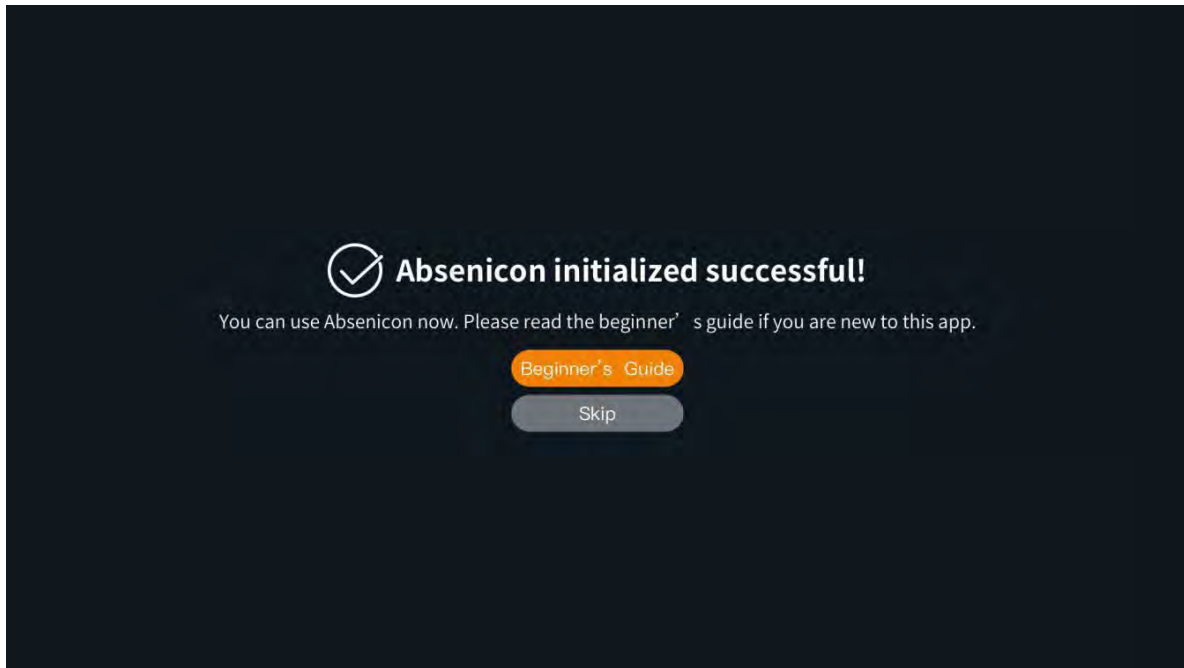 Absenicon initialized successful!
You can use Absenicon now. Please read the beginner’ s guide if you are new to this app.
Beginner’s Guide
Skip